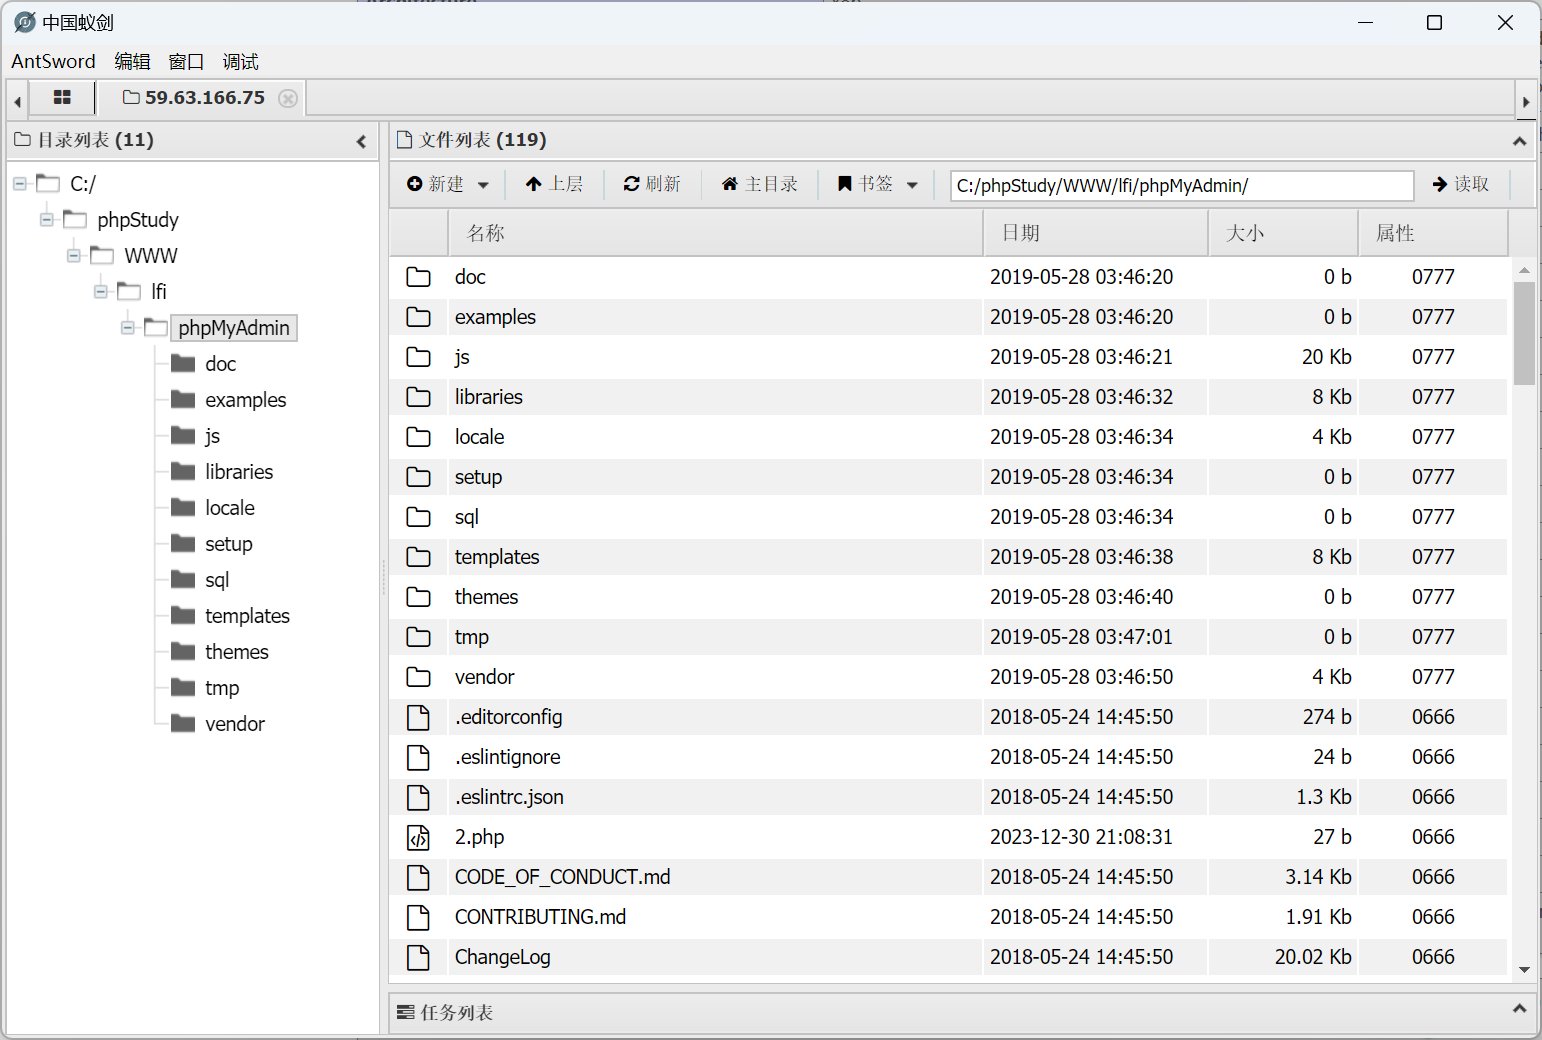 中国蚁剑
AntSword 编辑 窗口 调试
59.63.166.75
目录列表 (11)
C:/
phpStudy
WWW
lfi
phpMyAdmin
doc
examples
js
libraries
locale
setup
sql
templates
themes
tmp
vendor
文件列表 (119)
新建 上层 刷新 主目录 书签 C:/phpStudy/WWW/lfi/phpMyAdmin/ 读取
名称 日期 大小 属性
doc 2019-05-28 03:46:20 0 b 0777
examples 2019-05-28 03:46:20 0 b 0777
js 2019-05-28 03:46:21 20 Kb 0777
libraries 2019-05-28 03:46:32 8 Kb 0777
locale 2019-05-28 03:46:34 4 Kb 0777
setup 2019-05-28 03:46:34 0 b 0777
sql 2019-05-28 03:46:34 0 b 0777
templates 2019-05-28 03:46:38 8 Kb 0777
themes 2019-05-28 03:46:40 0 b 0777
tmp 2019-05-28 03:47:01 0 b 0777
vendor 2019-05-28 03:46:50 4 Kb 0777
.editorconfig 2018-05-24 14:45:50 274 b 0666
.eslintignore 2018-05-24 14:45:50 24 b 0666
.eslintrc.json 2018-05-24 14:45:50 1.3 Kb 0666
2.php 2023-12-30 21:08:31 27 b 0666
CODE_OF_CONDUCT.md 2018-05-24 14:45:50 3.14 Kb 0666
CONTRIBUTING.md 2018-05-24 14:45:50 1.91 Kb 0666
ChangeLog 2018-05-24 14:45:50 20.02 Kb 0666
任务列表